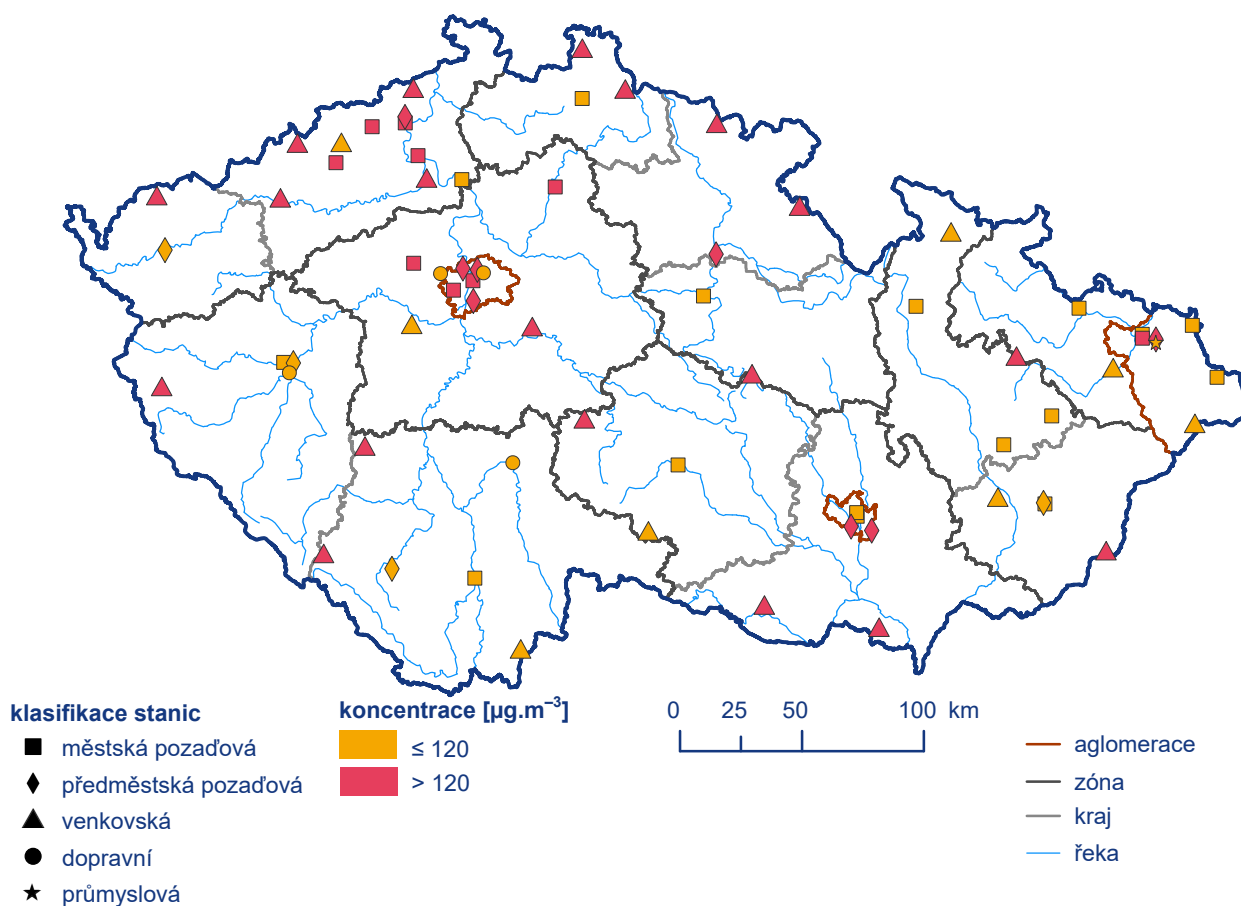 klasifikace stanic
městská pozaďová
předměstská pozaďová
venkovská
dopravní
průmyslová
koncentrace [µg.m⁻³]
≤ 120
> 120
0 25 50 100 km
aglomerace
zóna
kraj
řeka